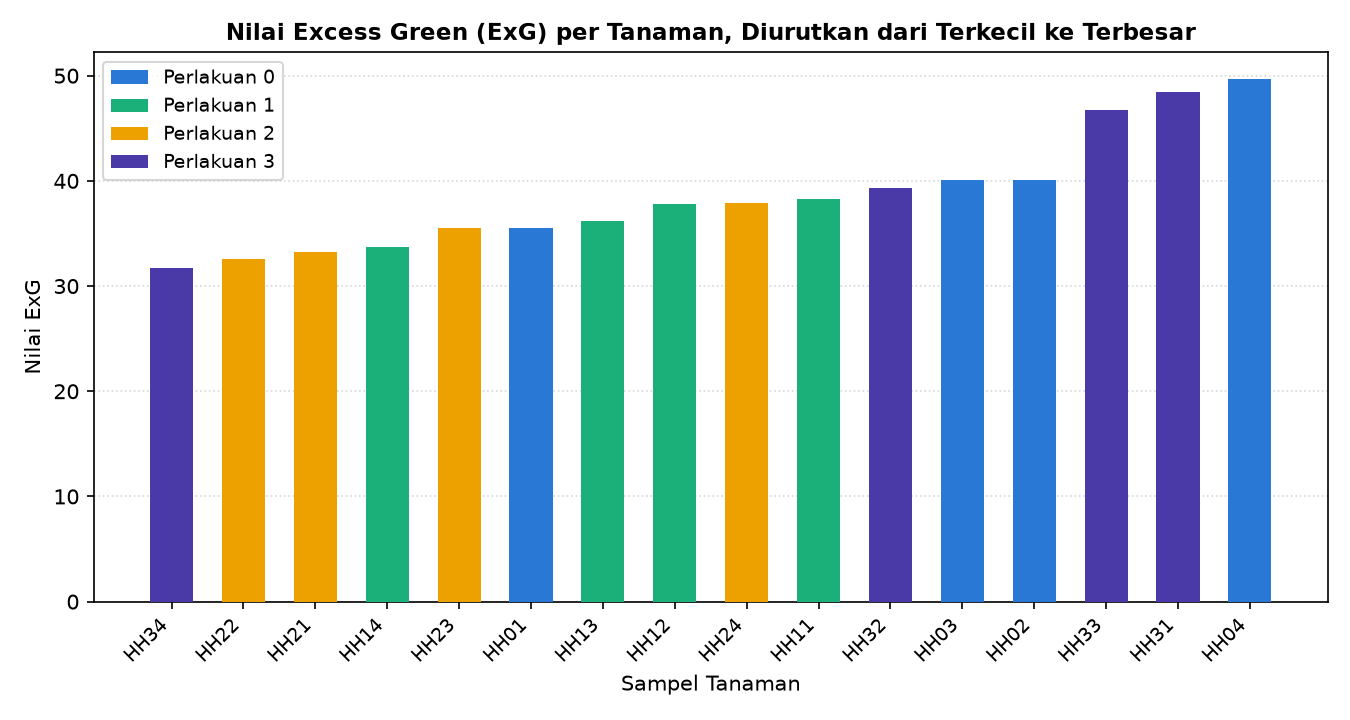 Nilai Excess Green (ExG) per Tanaman, Diurutkan dari Terkecil ke Terbesar
Perlakuan 0
Perlakuan 1
Perlakuan 2
Perlakuan 3
Nilai ExG
50
40
30
20
10
0
HH34 HH22 HH21 HH14 HH23 HH01 HH13 HH12 HH24 HH11 HH32 HH03 HH02 HH33 HH31 HH04
Sampel Tanaman